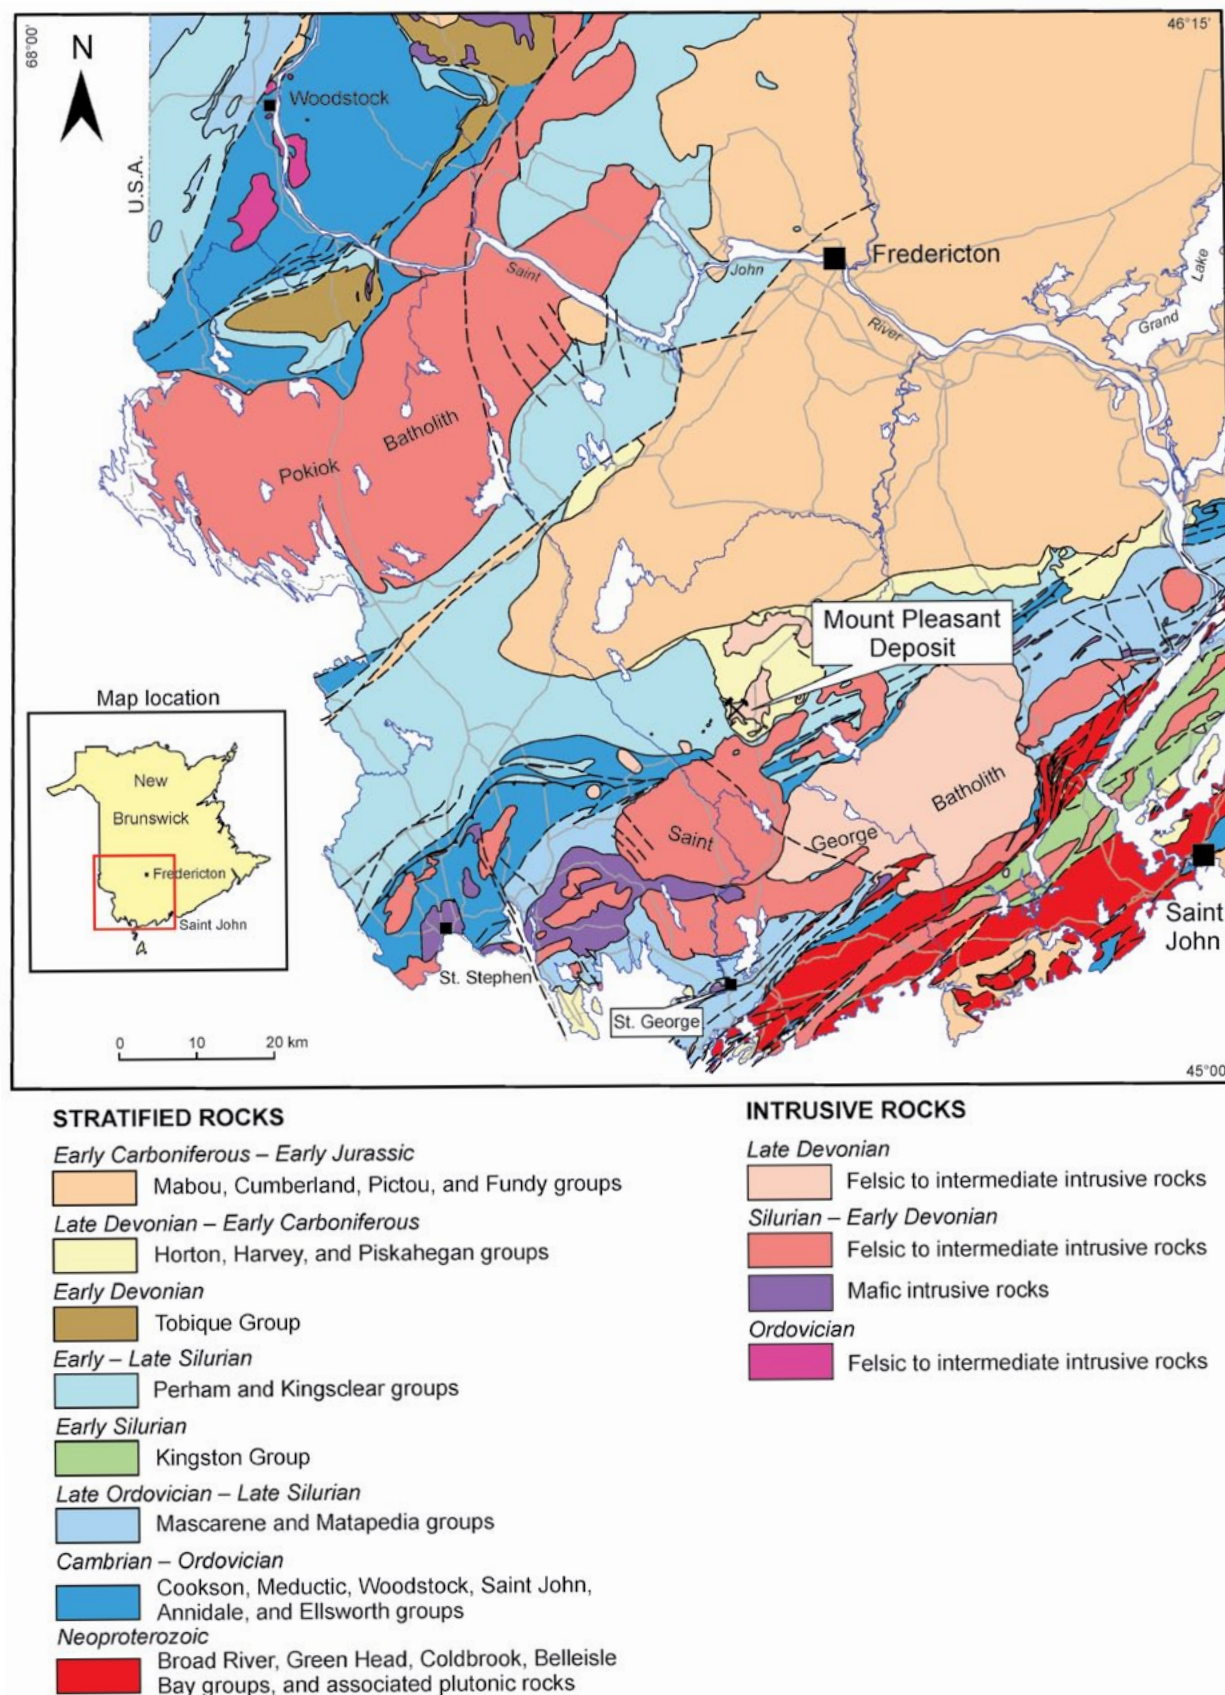 68°00'
46°15'
N
Woodstock
U.S.A.
Saint
John
River
Fredericton
Grand
Lake
Pokiok
Batholith
Mount Pleasant
Deposit
Map location
New
Brunswick
Fredericton
Saint John
Saint
George
Batholith
Saint
John
St. Stephen
St. George
0 10 20 km
45°00
STRATIFIED ROCKS
Early Carboniferous – Early Jurassic
Mabou, Cumberland, Pictou, and Fundy groups
Late Devonian – Early Carboniferous
Horton, Harvey, and Piskahegan groups
Early Devonian
Tobique Group
Early – Late Silurian
Perham and Kingsclear groups
Early Silurian
Kingston Group
Late Ordovician – Late Silurian
Mascarene and Matapedia groups
Cambrian – Ordovician
Cookson, Meductic, Woodstock, Saint John,
Annidale, and Ellsworth groups
Neoproterozoic
Broad River, Green Head, Coldbrook, Belleisle
Bay groups, and associated plutonic rocks
INTRUSIVE ROCKS
Late Devonian
Felsic to intermediate intrusive rocks
Silurian – Early Devonian
Felsic to intermediate intrusive rocks
Mafic intrusive rocks
Ordovician
Felsic to intermediate intrusive rocks